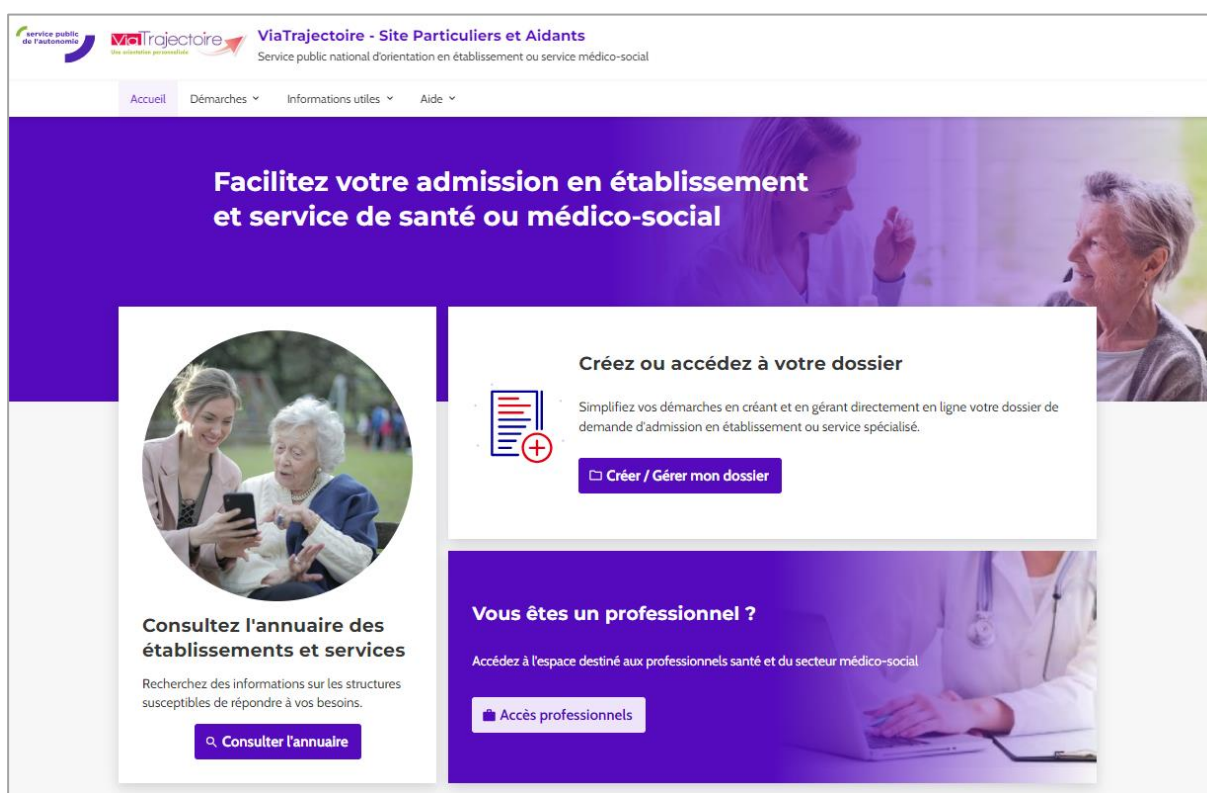 service public
de l'autonomie
ViaTrajectoire
Une orientation personnalisée
ViaTrajectoire - Site Particuliers et Aidants
Service public national d'orientation en établissement ou service médico-social
Accueil Démarches Informations utiles Aide
Facilitez votre admission en établissement
et service de santé ou médico-social
Créez ou accédez à votre dossier
Simplifiez vos démarches en créant et en gérant directement en ligne votre dossier de
demande d'admission en établissement ou service spécialisé.
Créer / Gérer mon dossier
Consultez l'annuaire des
établissements et services
Recherchez des informations sur les structures
susceptibles de répondre à vos besoins.
Consulter l'annuaire
Vous êtes un professionnel ?
Accédez à l'espace destiné aux professionnels santé et du secteur médico-social
Accès professionnels